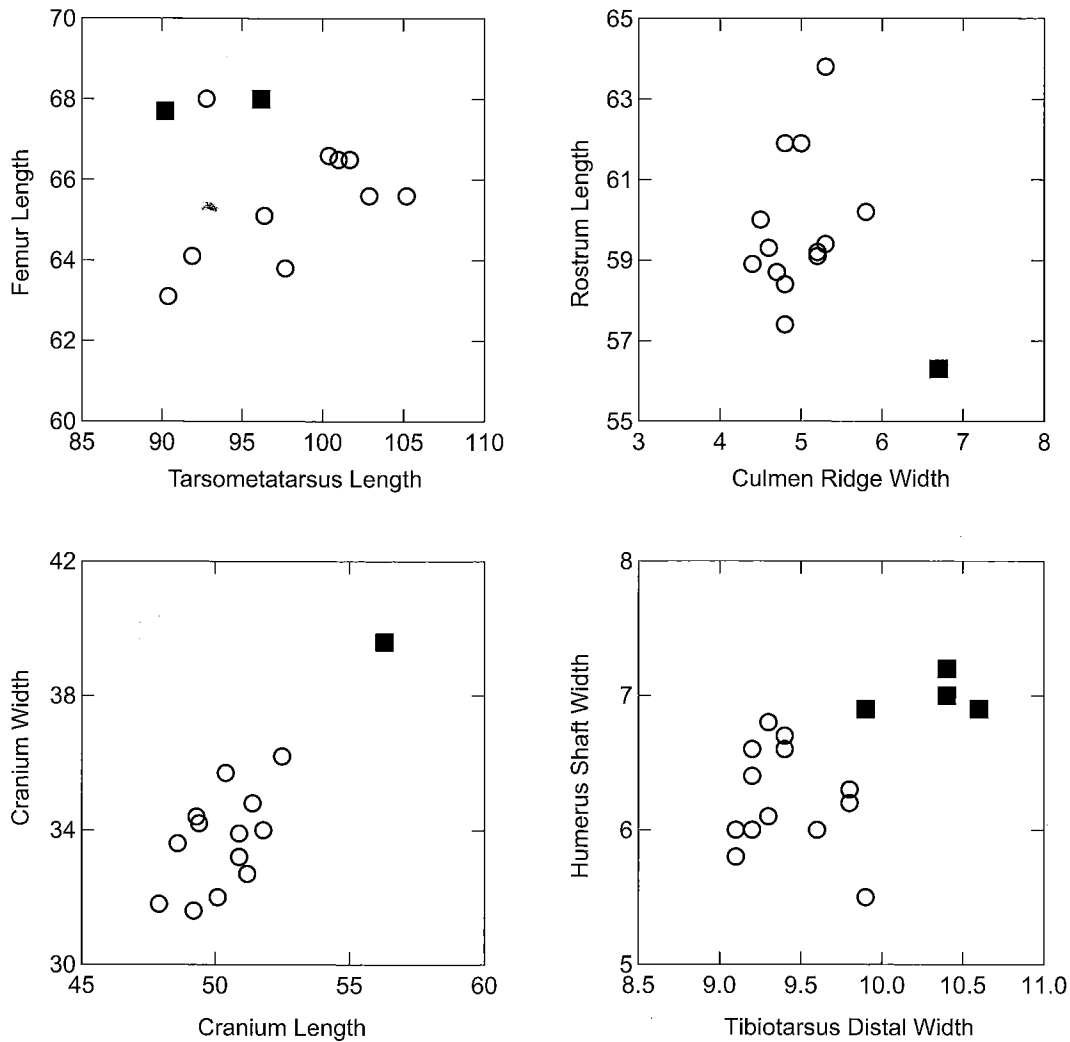 70
68
66
64
62
60
Femur Length
85 90 95 100 105 110
Tarsometatarsus Length
65
63
61
59
57
55
Rostrum Length
3 4 5 6 7 8
Culmen Ridge Width
42
38
34
30
Cranium Width
45 50 55 60
Cranium Length
8
7
6
5
Humerus Shaft Width
8.5 9.0 9.5 10.0 10.5 11.0
Tibiotarsus Distal Width